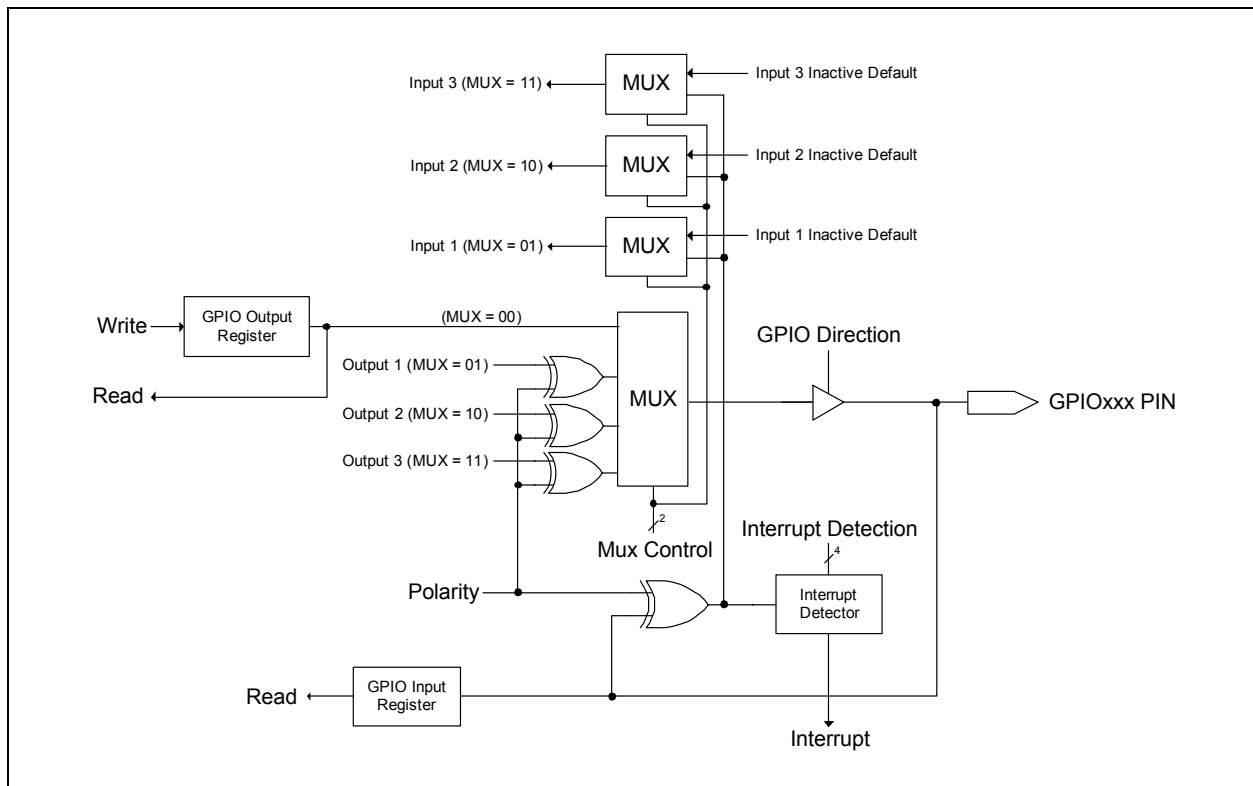 Input 3 (MUX = 11)
MUX
Input 3 Inactive Default
Input 2 (MUX = 10)
MUX
Input 2 Inactive Default
Input 1 (MUX = 01)
MUX
Input 1 Inactive Default
Write
GPIO Output
Register
(MUX = 00)
GPIO Direction
Output 1 (MUX = 01)
Read
MUX
GPIOxxx PIN
Output 2 (MUX = 10)
Output 3 (MUX = 11)
2
Mux Control
Interrupt Detection
4
Polarity
Interrupt
Detector
Read
GPIO Input
Register
Interrupt